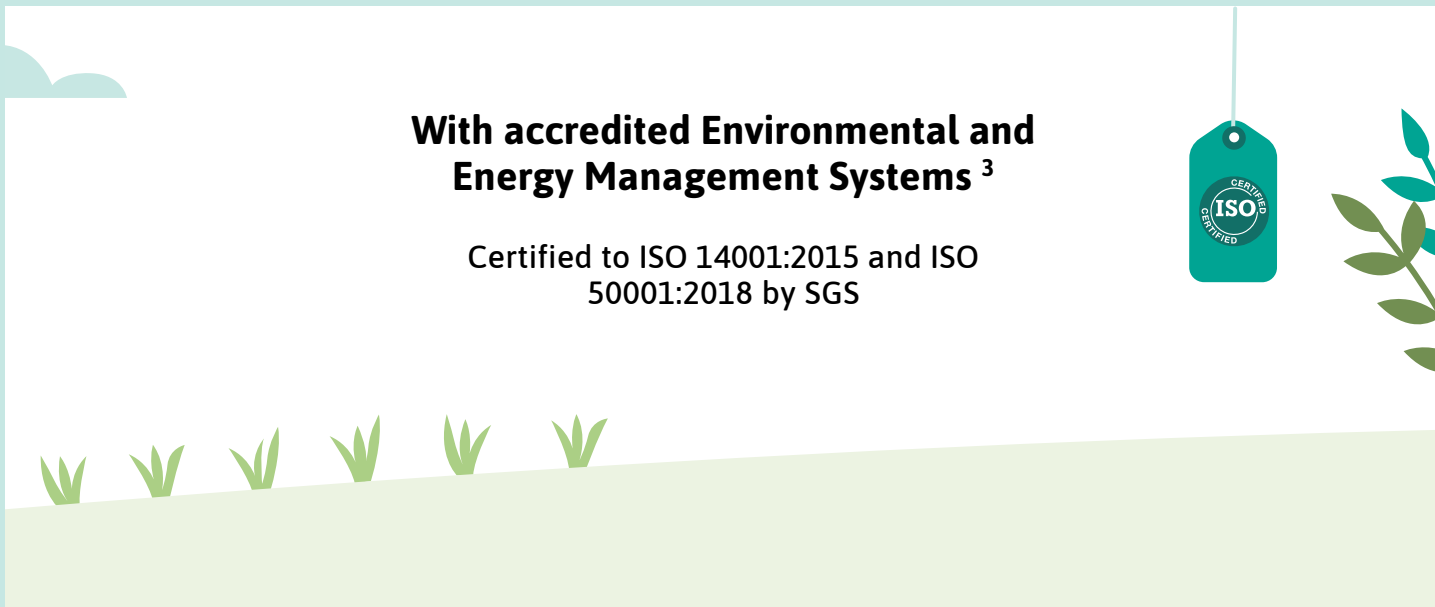 With accredited Environmental and
Energy Management Systems ³
Certified to ISO 14001:2015 and ISO
50001:2018 by SGS
CERTIFIED
ISO
CERTIFIED